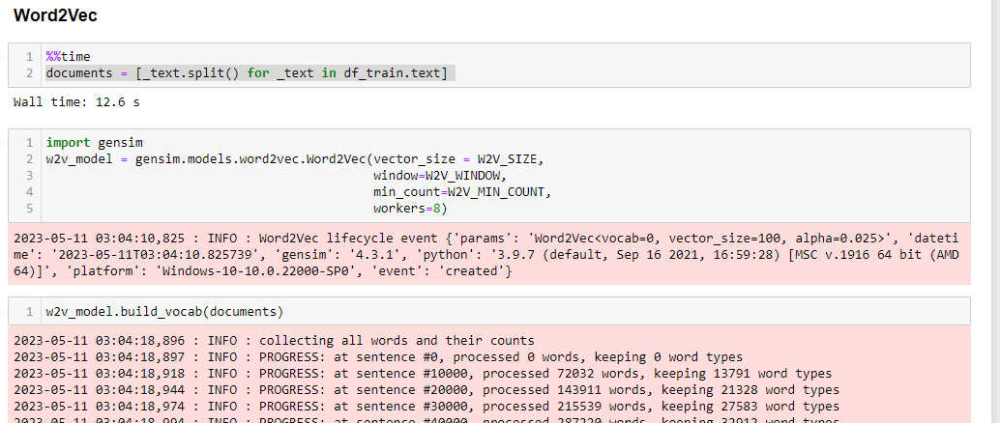 Word2Vec
1 %%time
2 documents = [_text.split() for _text in df_train.text]
Wall time: 12.6 s
1 import gensim
2 w2v_model = gensim.models.word2vec.Word2Vec(vector_size = W2V_SIZE,
3 window=W2V_WINDOW,
4 min_count=W2V_MIN_COUNT,
5 workers=8)
2023-05-11 03:04:10,825 : INFO : Word2Vec lifecycle event {'params': 'Word2Vec<vocab=0, vector_size=100, alpha=0.025>', 'dateti
me': '2023-05-11T03:04:10.825739', 'gensim': '4.3.1', 'python': '3.9.7 (default, Sep 16 2021, 16:59:28) [MSC v.1916 64 bit (AMD
64)]', 'platform': 'Windows-10-10.0.22000-SP0', 'event': 'created'}
1 w2v_model.build_vocab(documents)
2023-05-11 03:04:18,896 : INFO : collecting all words and their counts
2023-05-11 03:04:18,897 : INFO : PROGRESS: at sentence #0, processed 0 words, keeping 0 word types
2023-05-11 03:04:18,918 : INFO : PROGRESS: at sentence #10000, processed 72032 words, keeping 13791 word types
2023-05-11 03:04:18,944 : INFO : PROGRESS: at sentence #20000, processed 143911 words, keeping 21328 word types
2023-05-11 03:04:18,974 : INFO : PROGRESS: at sentence #30000, processed 215539 words, keeping 27583 word types
2023-05-11 03:04:18,994 : INFO : PROGRESS: at sentence #40000, processed 287220 words, keeping 32912 word types